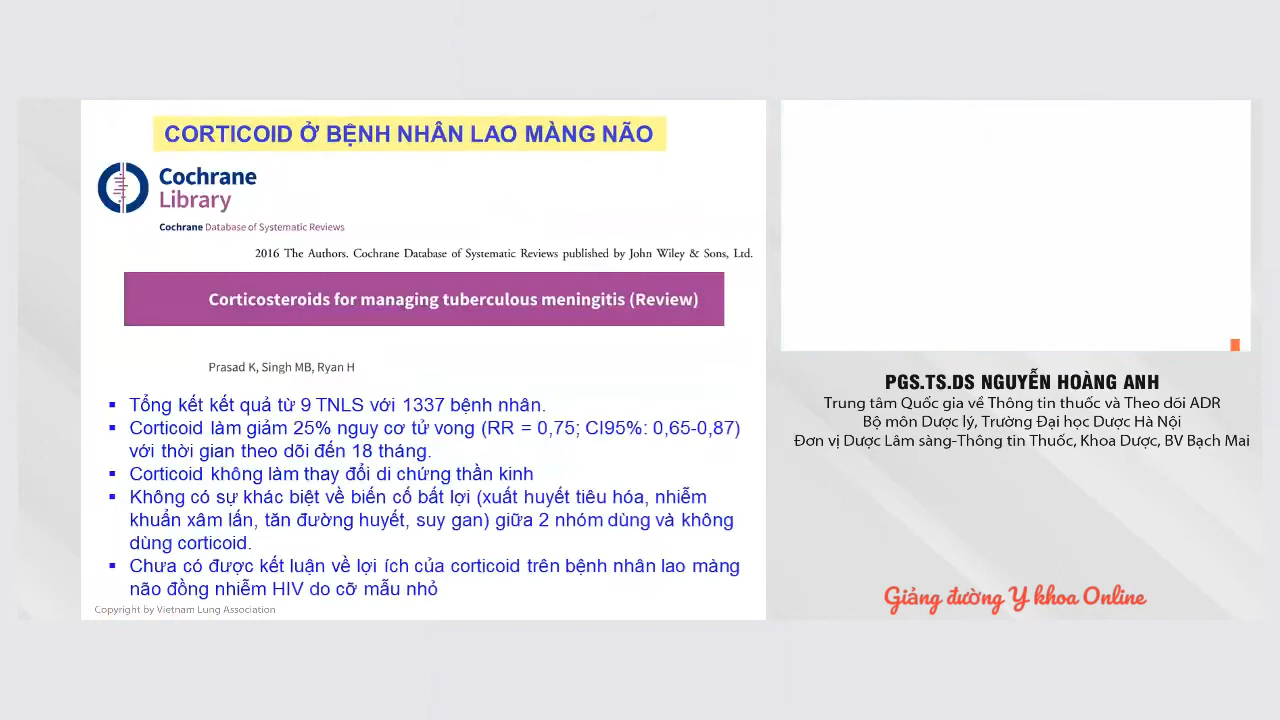 CORTICOID Ở BỆNH NHÂN LAO MÀNG NÃO
Cochrane
Library
Cochrane Database of Systematic Reviews
2016 The Authors. Cochrane Database of Systematic Reviews published by John Wiley & Sons, Ltd.
Corticosteroids for managing tuberculous meningitis (Review)
Prasad K, Singh MB, Ryan H
▪ Tổng kết kết quả từ 9 TNLS với 1337 bệnh nhân.
▪ Corticoid làm giảm 25% nguy cơ tử vong (RR = 0,75; CI95%: 0,65-0,87)
với thời gian theo dõi đến 18 tháng.
▪ Corticoid không làm thay đổi di chứng thần kinh
▪ Không có sự khác biệt về biến cố bất lợi (xuất huyết tiêu hóa, nhiễm
khuẩn xâm lấn, tăn đường huyết, suy gan) giữa 2 nhóm dùng và không
dùng corticoid.
▪ Chưa có được kết luận về lợi ích của corticoid trên bệnh nhân lao màng
não đồng nhiễm HIV do cỡ mẫu nhỏ
Copyright by Vietnam Lung Association
PGS.TS.DS NGUYỄN HOÀNG ANH
Trung tâm Quốc gia về Thông tin thuốc và Theo dõi ADR
Bộ môn Dược lý, Trường Đại học Dược Hà Nội
Đơn vị Dược Lâm sàng-Thông tin Thuốc, Khoa Dược, BV Bạch Mai
Giảng đường Y khoa Online